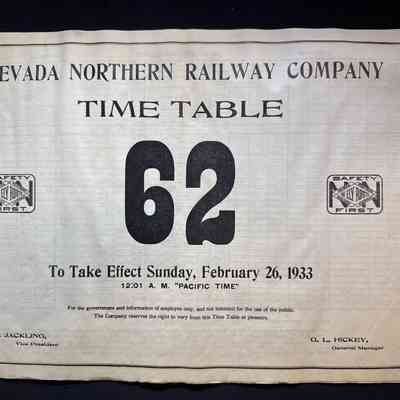 EVADA NORTHERN RAILWAY COMPANY
TIME TABLE
62
SAFETY
FIRST
SAFETY
FIRST
To Take Effect Sunday, February 26, 1933
12:01 A. M. "PACIFIC TIME"
For the government and information of employes only, and not intended for the use of the public.
The Company reserves the right to vary from this Time Table at pleasure.
JACKLING,
Vice President
C. L. HICKEY,
General Manager